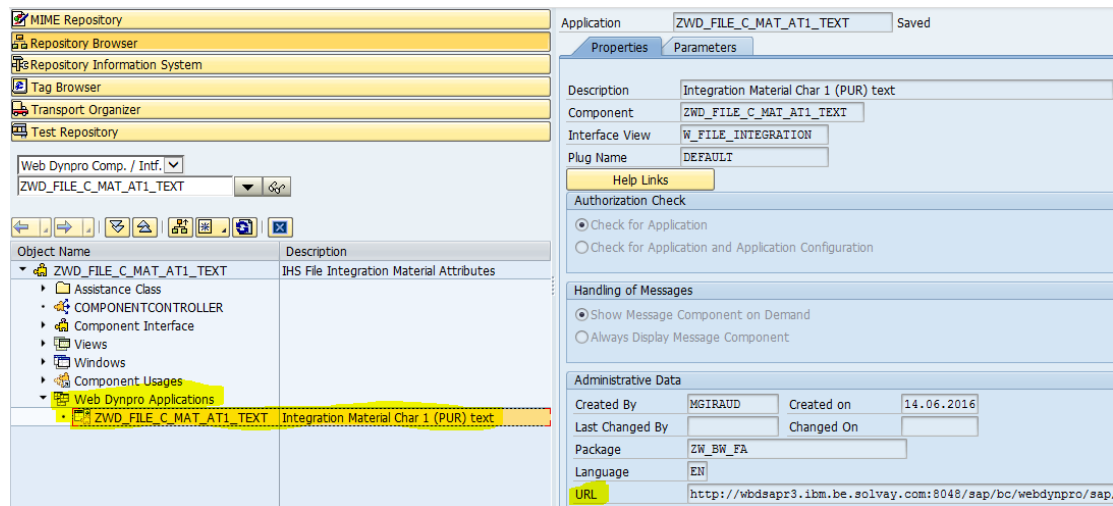 MIME Repository
Repository Browser
Repository Information System
Tag Browser
Transport Organizer
Test Repository
Web Dynpro Comp. / Intf.
ZWD_FILE_C_MAT_AT1_TEXT
Object Name Description
ZWD_FILE_C_MAT_AT1_TEXT IHS File Integration Material Attributes
Assistance Class
COMPONENTCONTROLLER
Component Interface
Views
Windows
Component Usages
Web Dynpro Applications
ZWD_FILE_C_MAT_AT1_TEXT Integration Material Char 1 (PUR) text
Application ZWD_FILE_C_MAT_AT1_TEXT Saved
Properties Parameters
Description Integration Material Char 1 (PUR) text
Component ZWD_FILE_C_MAT_AT1_TEXT
Interface View W_FILE_INTEGRATION
Plug Name DEFAULT
Help Links
Authorization Check
Check for Application
Check for Application and Application Configuration
Handling of Messages
Show Message Component on Demand
Always Display Message Component
Administrative Data
Created By MGIRAUD Created on 14.06.2016
Last Changed By Changed On
Package ZW_BW_FA
Language EN
URL http://wbdsapr3.ibm.be.solvay.com:8048/sap/bc/webdynpro/sap/